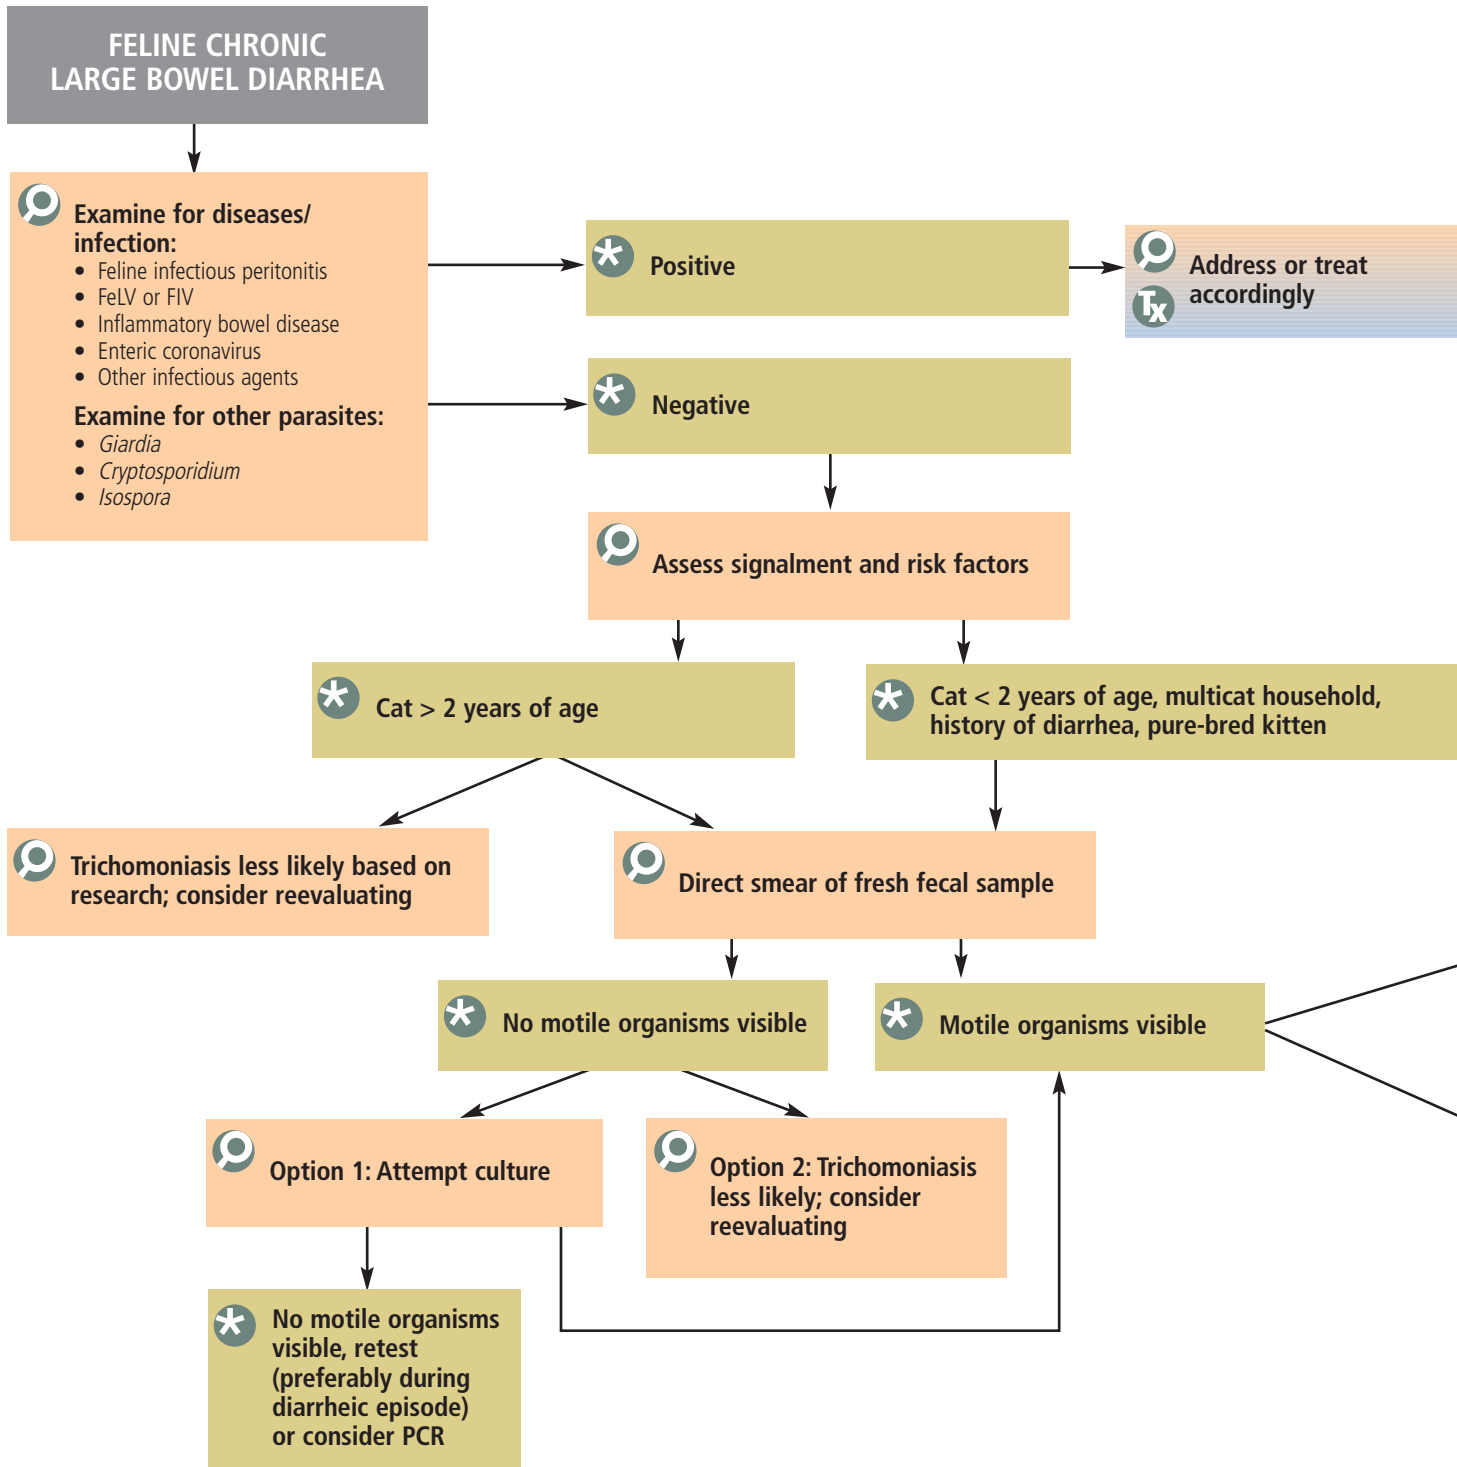 FELINE CHRONIC
LARGE BOWEL DIARRHEA
Examine for diseases/
infection:
• Feline infectious peritonitis
• FeLV or FIV
• Inflammatory bowel disease
• Enteric coronavirus
• Other infectious agents
Examine for other parasites:
• Giardia
• Cryptosporidium
• Isospora
Positive
Tx
Address or treat
accordingly
Negative
Assess signalment and risk factors
Cat > 2 years of age
Cat < 2 years of age, multicat household,
history of diarrhea, pure-bred kitten
Trichomoniasis less likely based on
research; consider reevaluating
Direct smear of fresh fecal sample
No motile organisms visible
Motile organisms visible
Option 1: Attempt culture
Option 2: Trichomoniasis
less likely; consider
reevaluating
No motile organisms
visible, retest
(preferably during
diarrheic episode)
or consider PCR